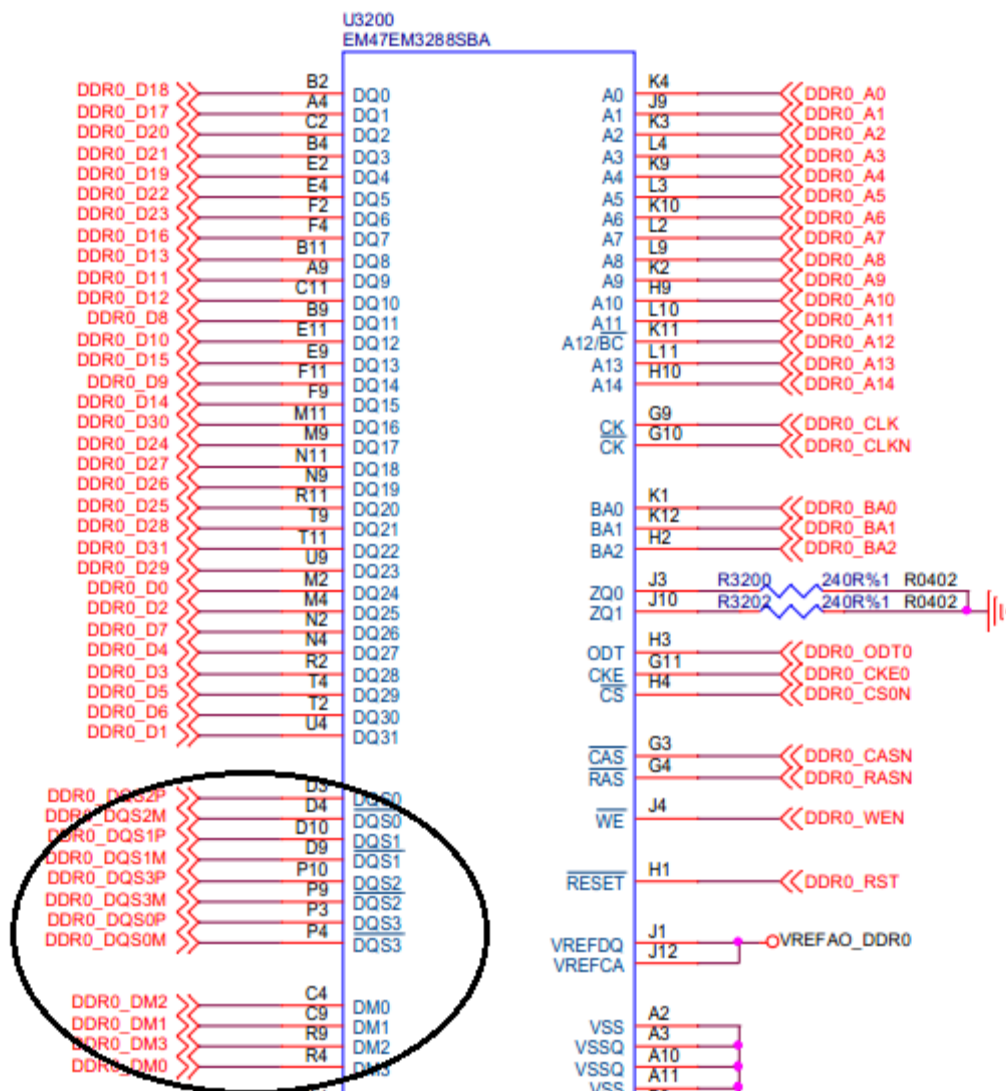 U3200
EM47EM3288SBA
DDR0_D18 B2 DQ0 A0 K4 DDR0_A0
DDR0_D17 A4 DQ1 A1 J9 DDR0_A1
DDR0_D20 C2 DQ2 A2 K3 DDR0_A2
DDR0_D21 B4 DQ3 A3 L4 DDR0_A3
DDR0_D19 E2 DQ4 A4 K9 DDR0_A4
DDR0_D22 E4 DQ5 A5 L3 DDR0_A5
DDR0_D23 F2 DQ6 A6 K10 DDR0_A6
DDR0_D16 F4 DQ7 A7 L2 DDR0_A7
DDR0_D13 B11 DQ8 A8 L9 DDR0_A8
DDR0_D11 A9 DQ9 A9 K2 DDR0_A9
DDR0_D12 C11 DQ10 A10 H9 DDR0_A10
DDR0_D8 B9 DQ11 A11 L10 DDR0_A11
DDR0_D10 E11 DQ12 A12/BC K11 DDR0_A12
DDR0_D15 E9 DQ13 A13 L11 DDR0_A13
DDR0_D9 F11 DQ14 A14 H10 DDR0_A14
DDR0_D14 F9 DQ15
DDR0_D30 M11 DQ16 CK G9 DDR0_CLK
DDR0_D24 M9 DQ17 CK G10 DDR0_CLKN
DDR0_D27 N11 DQ18
DDR0_D26 N9 DQ19
DDR0_D25 R11 DQ20 BA0 K1 DDR0_BA0
DDR0_D28 T9 DQ21 BA1 K12 DDR0_BA1
DDR0_D31 T11 DQ22 BA2 H2 DDR0_BA2
DDR0_D29 U9 DQ23
DDR0_D0 M2 DQ24 ZQ0 J3 R3200 240R%1 R0402
DDR0_D2 M4 DQ25 ZQ1 J10 R3202 240R%1 R0402
DDR0_D7 N2 DQ26
DDR0_D4 N4 DQ27 ODT H3 DDR0_ODT0
DDR0_D3 R2 DQ28 CKE G11 DDR0_CKE0
DDR0_D5 T4 DQ29 CS H4 DDR0_CS0N
DDR0_D6 T2 DQ30
DDR0_D1 U4 DQ31
CAS G3 DDR0_CASN
RAS G4 DDR0_RASN
DDR0_DQS2P D3 DQS0
DDR0_DQS2M D4 DQS0 WE J4 DDR0_WEN
DDR0_DQS1P D10 DQS1
DDR0_DQS1M D9 DQS1
DDR0_DQS3P P10 DQS2 RESET H1 DDR0_RST
DDR0_DQS3M P9 DQS2
DDR0_DQS0P P3 DQS3
DDR0_DQS0M P4 DQS3 VREFDQ J1 VREFAO_DDR0
VREFCA J12
DDR0_DM2 C4 DM0
DDR0_DM1 C9 DM1 VSS A2
DDR0_DM3 R9 DM2 VSSQ A3
DDR0_DM0 R4 DM3 VSSQ A10
VSS A11